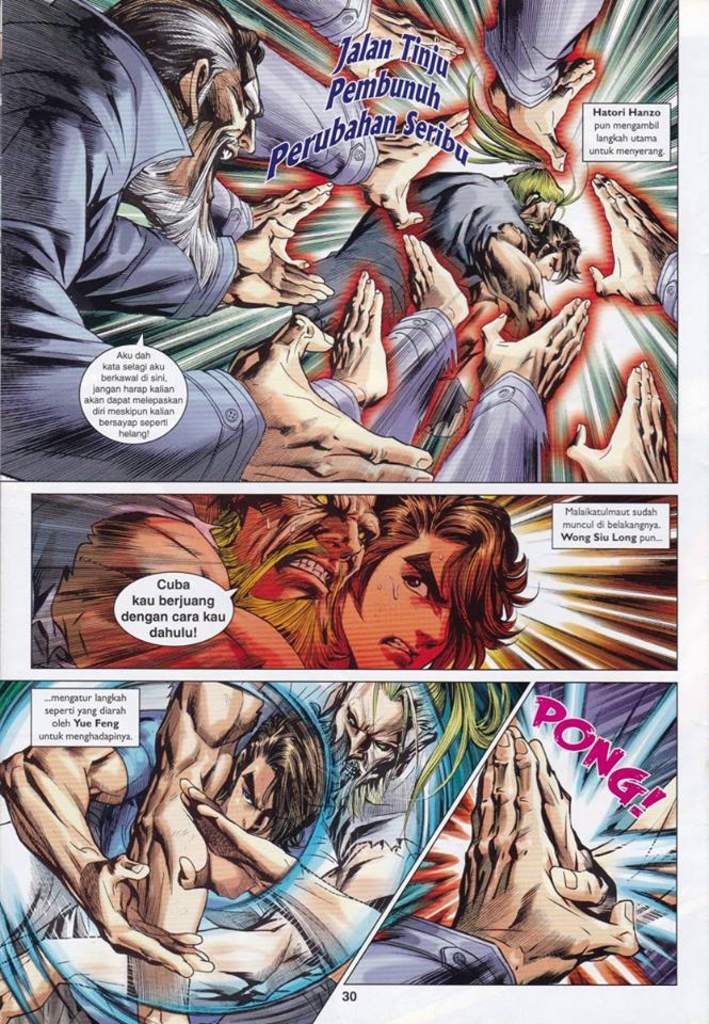 Jalan Tinju
Pembunuh
Perubahan Seribu
Hatori Hanzo
pun mengambil
langkah utama
untuk menyerang.
Aku dah
kata selagi aku
berkawal di sini,
jangan harap kalian
akan dapat melepaskan
diri meskipun kalian
bersayap seperti
helang!
Malaikatulmaut sudah
muncul di belakangnya.
Wong Siu Long pun...
Cuba
kau berjuang
dengan cara kau
dahulu!
...mengatur langkah
seperti yang diarah
oleh Yue Feng
untuk menghadapinya.
PONG!
30